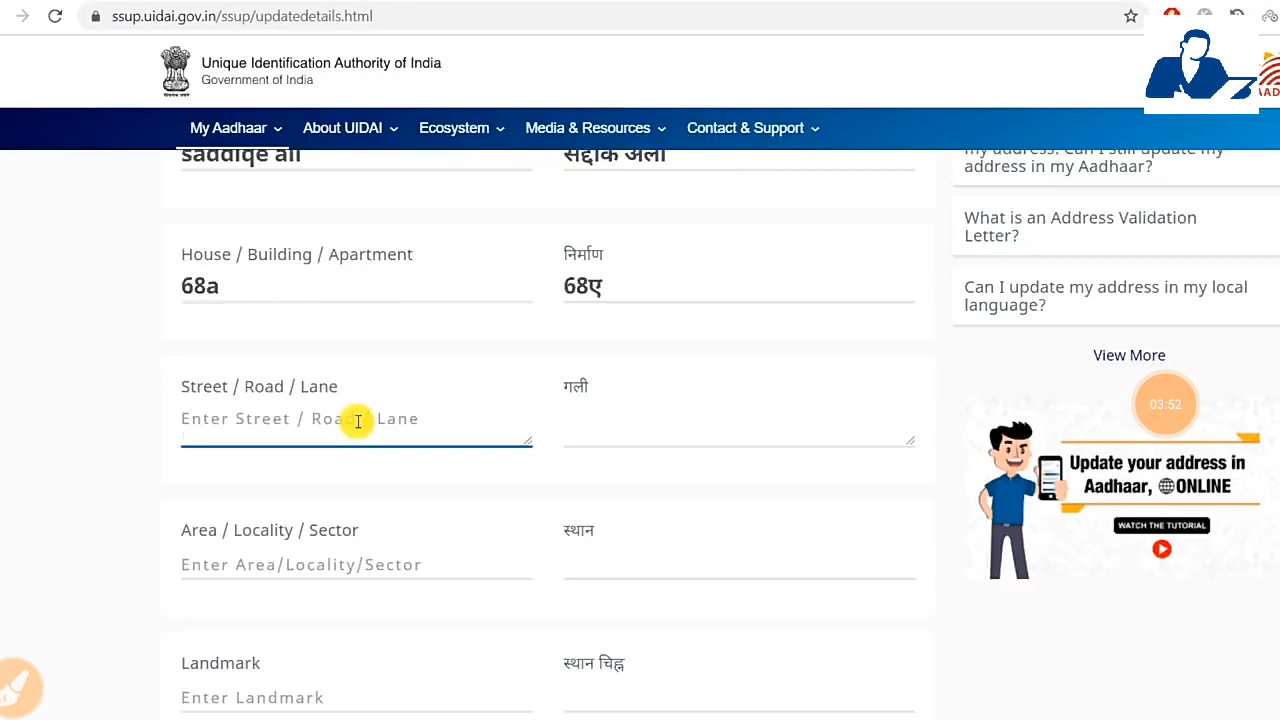 ssup.uidai.gov.in/ssup/updatedetails.html
Unique Identification Authority of India
Government of India
My Aadhaar
About UIDAI
Ecosystem
Media & Resources
Contact & Support
saddiqe ali
सद्दीक अली
my address. Can I still update my
address in my Aadhaar?
House / Building / Apartment
निर्माण
68a
68ए
What is an Address Validation
Letter?
Can I update my address in my local
language?
View More
Street / Road / Lane
गली
Enter Street / Road / Lane
03:52
Update your address in
Aadhaar, ONLINE
WATCH THE TUTORIAL
Area / Locality / Sector
स्थान
Enter Area/Locality/Sector
Landmark
स्थान चिह्न
Enter Landmark